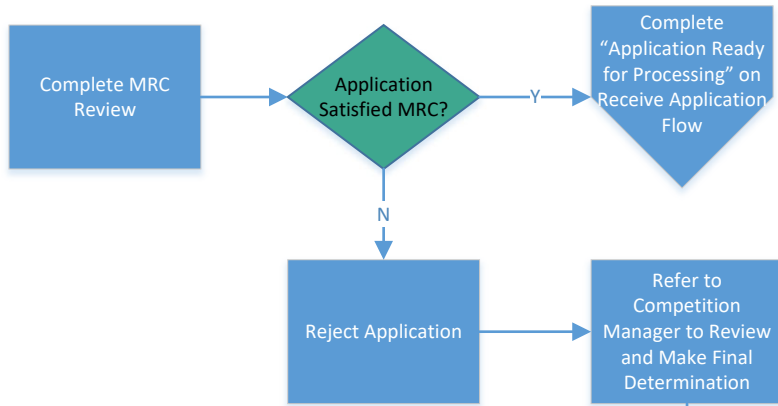 Complete MRC
Review
Application
Satisfied MRC?
Y
Complete
“Application Ready
for Processing” on
Receive Application
Flow
N
Reject Application
Refer to
Competition
Manager to Review
and Make Final
Determination